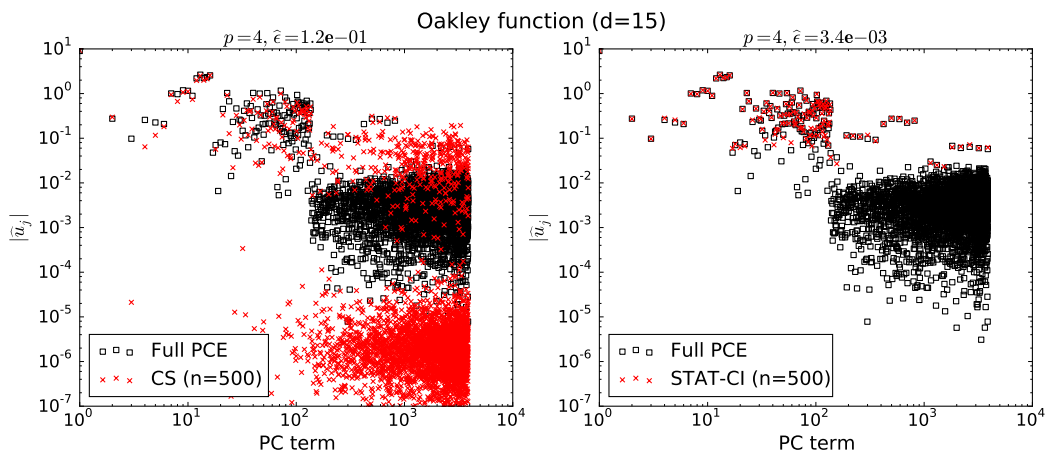 Oakley function (d=15)
p=4, ε̂=1.2e−01
10^1
10^0
10^-1
10^-2
10^-3
10^-4
10^-5
10^-6
10^-7
|û_j|
Full PCE
CS (n=500)
10^0 10^1 10^2 10^3 10^4
PC term
p=4, ε̂=3.4e−03
10^1
10^0
10^-1
10^-2
10^-3
10^-4
10^-5
10^-6
10^-7
|û_j|
Full PCE
STAT-CI (n=500)
10^0 10^1 10^2 10^3 10^4
PC term